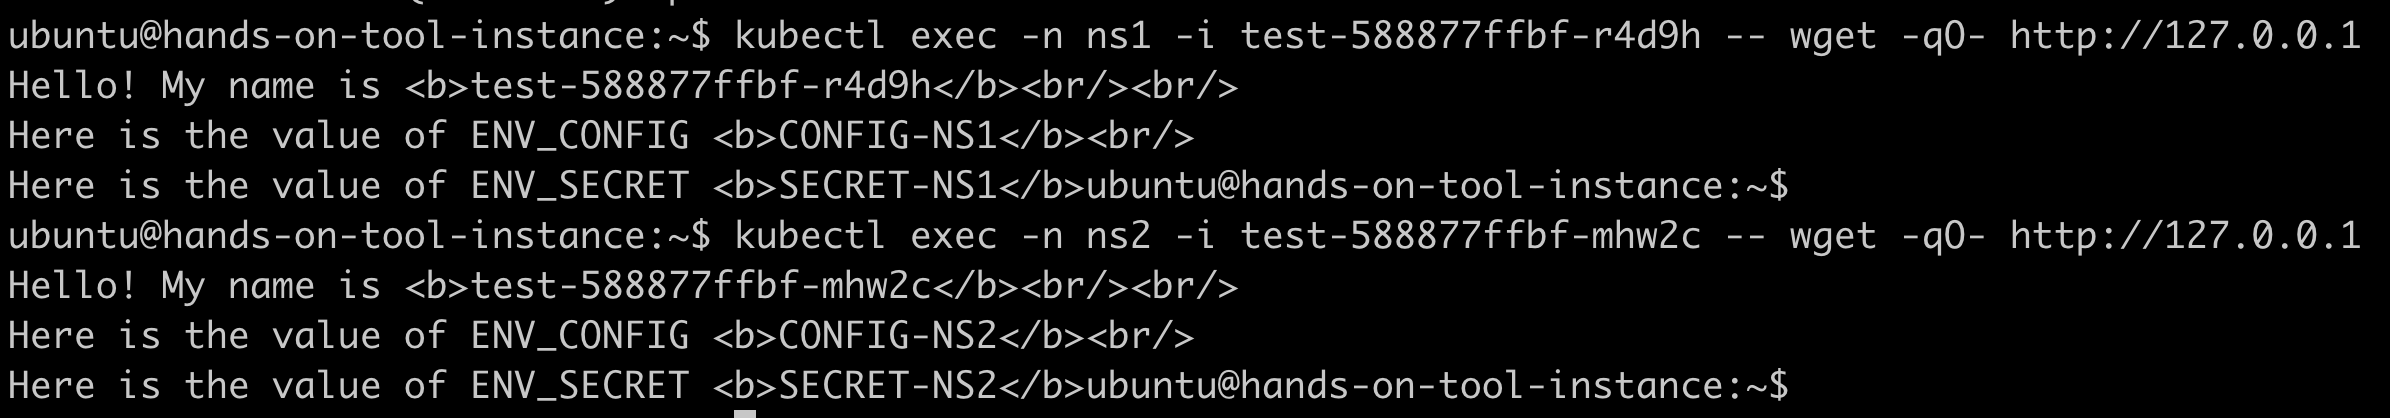 ubuntu@hands-on-tool-instance:~$ kubectl exec -n ns1 -i test-588877ffbf-r4d9h -- wget -qO- http://127.0.0.1
Hello! My name is <b>test-588877ffbf-r4d9h</b><br/><br/>
Here is the value of ENV_CONFIG <b>CONFIG-NS1</b><br/>
Here is the value of ENV_SECRET <b>SECRET-NS1</b>ubuntu@hands-on-tool-instance:~$
ubuntu@hands-on-tool-instance:~$ kubectl exec -n ns2 -i test-588877ffbf-mhw2c -- wget -qO- http://127.0.0.1
Hello! My name is <b>test-588877ffbf-mhw2c</b><br/><br/>
Here is the value of ENV_CONFIG <b>CONFIG-NS2</b><br/>
Here is the value of ENV_SECRET <b>SECRET-NS2</b>ubuntu@hands-on-tool-instance:~$